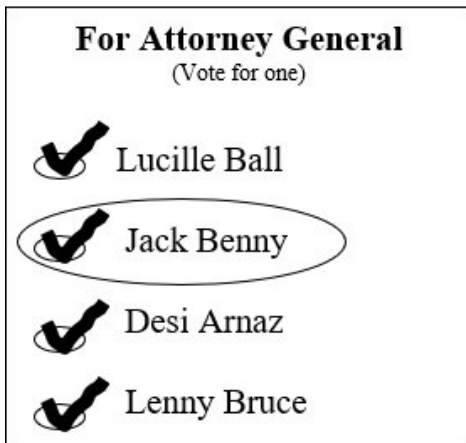 For Attorney General
(Vote for one)
Lucille Ball
Jack Benny
Desi Arnaz
Lenny Bruce